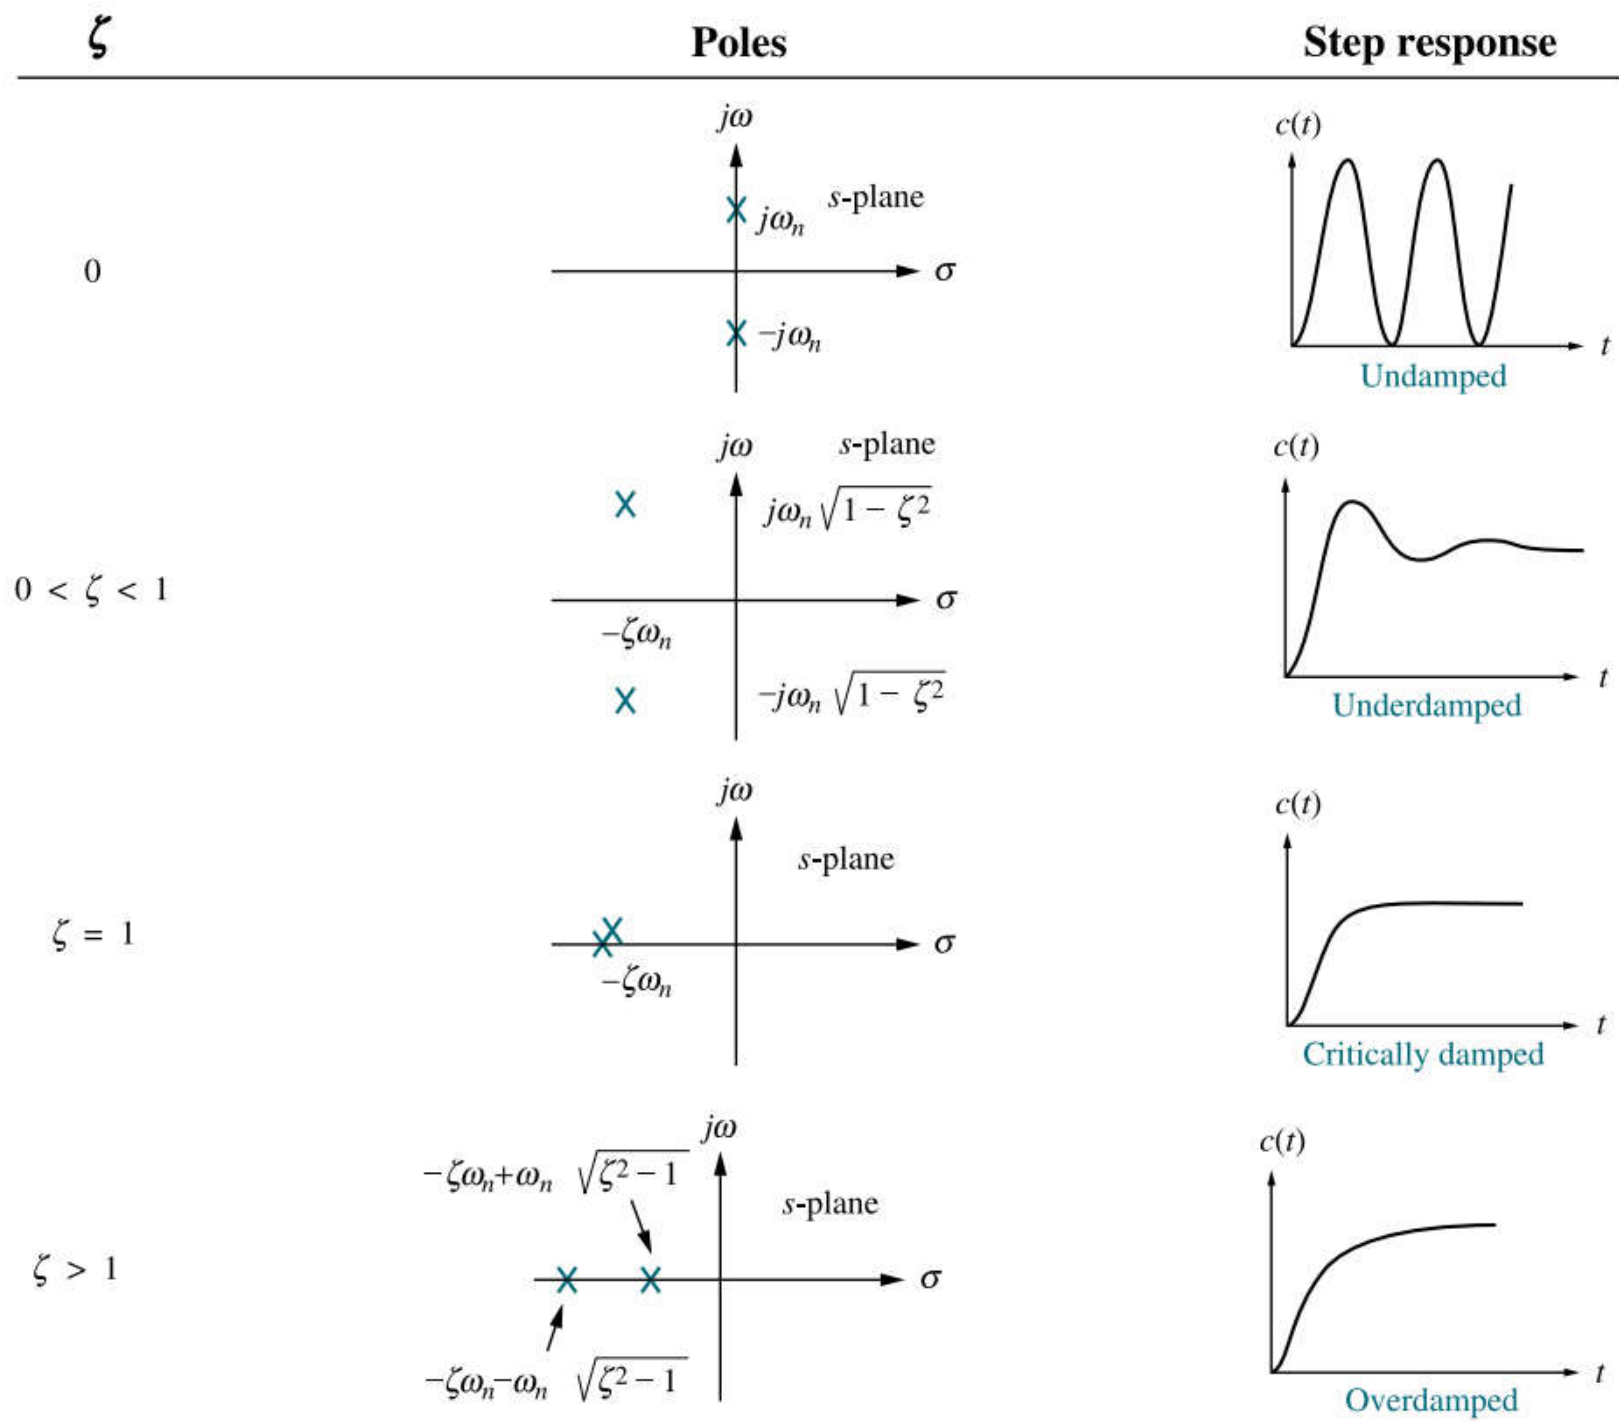 ζ Poles Step response
jω
c(t)
s-plane
jωn
0
σ
−jωn
t
Undamped
jω
s-plane
c(t)
jωn √1 − ζ²
0 < ζ < 1
σ
−ζωn
−jωn √1 − ζ²
t
Underdamped
jω
c(t)
s-plane
ζ = 1
σ
−ζωn
t
Critically damped
jω
c(t)
−ζωn+ωn √ζ² − 1
s-plane
ζ > 1
σ
−ζωn−ωn √ζ² − 1
t
Overdamped